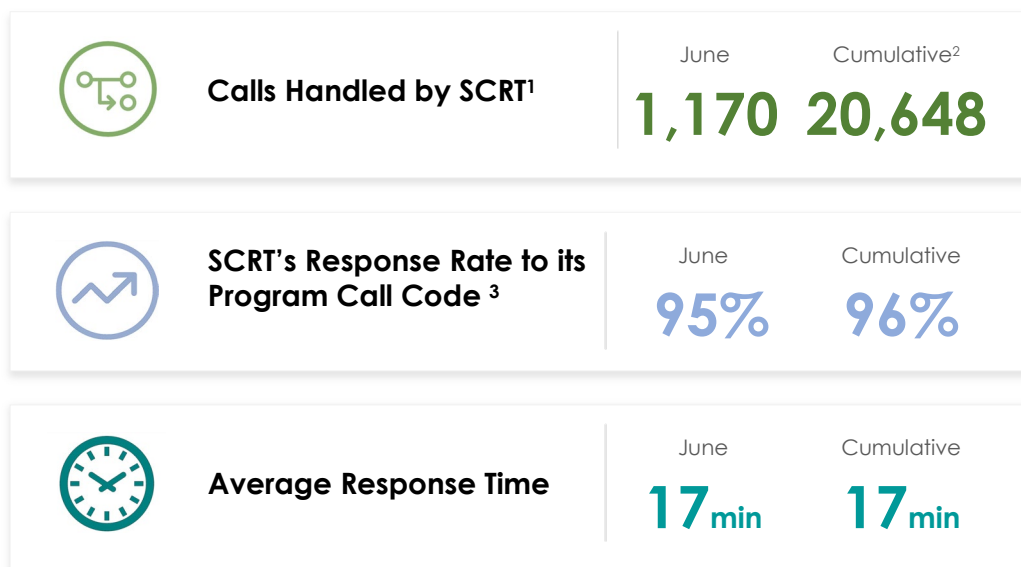 Calls Handled by SCRT¹
June
Cumulative²
1,170
20,648
SCRT's Response Rate to its
Program Call Code ³
June
Cumulative
95%
96%
Average Response Time
June
Cumulative
17min
17min